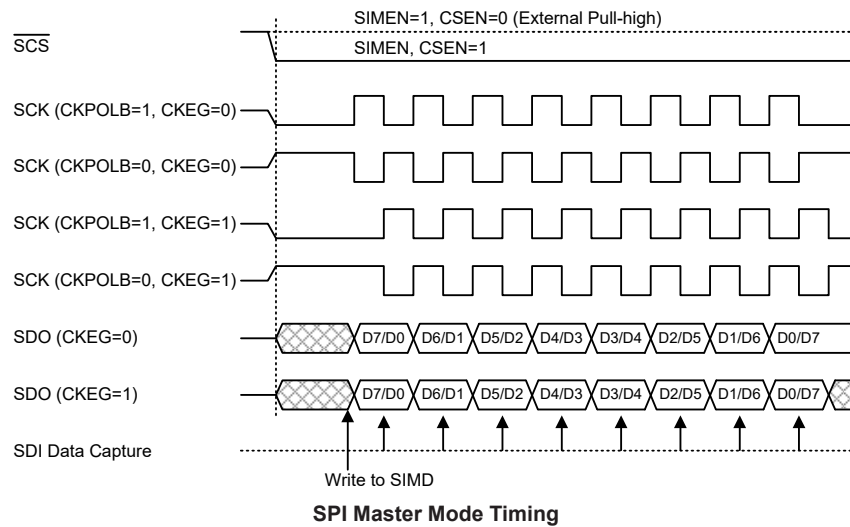 SIMEN=1, CSEN=0 (External Pull-high)
SCS
SIMEN, CSEN=1
SCK (CKPOLB=1, CKEG=0)
SCK (CKPOLB=0, CKEG=0)
SCK (CKPOLB=1, CKEG=1)
SCK (CKPOLB=0, CKEG=1)
SDO (CKEG=0) D7/D0 D6/D1 D5/D2 D4/D3 D3/D4 D2/D5 D1/D6 D0/D7
SDO (CKEG=1) D7/D0 D6/D1 D5/D2 D4/D3 D3/D4 D2/D5 D1/D6 D0/D7
SDI Data Capture
Write to SIMD
SPI Master Mode Timing